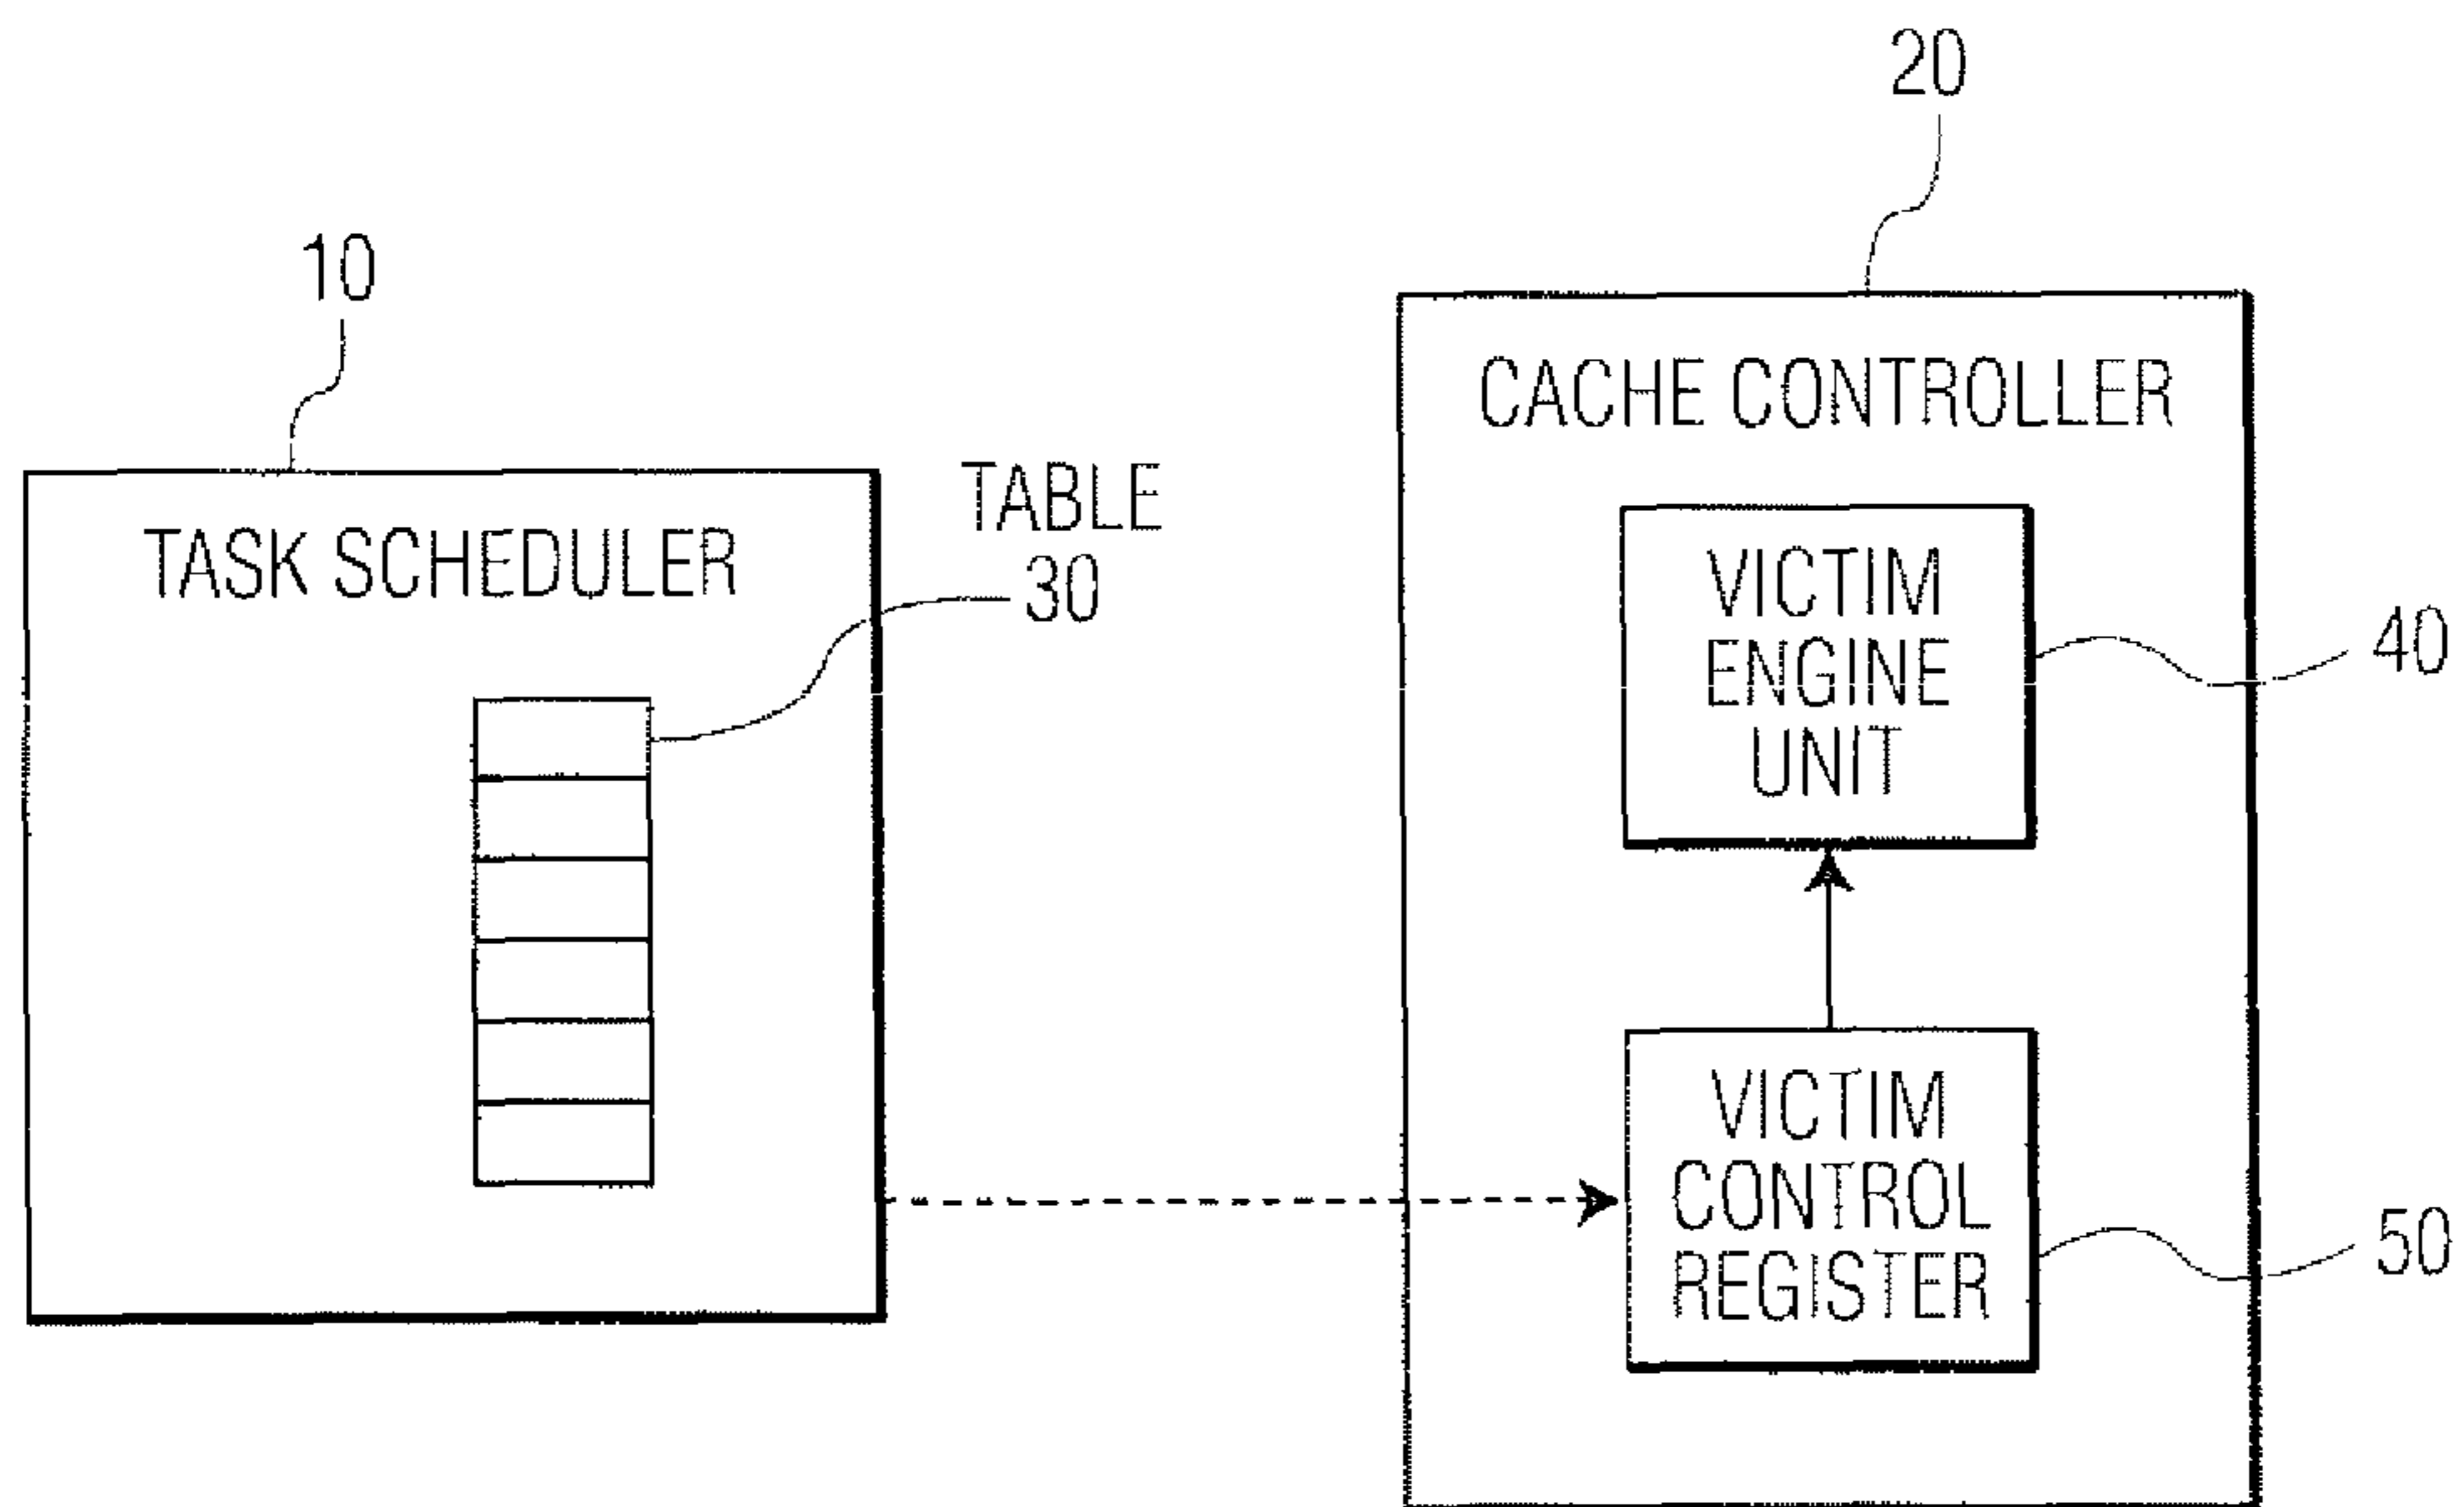 20
10
CACHE CONTROLLER
TABLE
30
TASK SCHEDULER
VICTIM
ENGINE
UNIT
40
VICTIM
CONTROL
REGISTER
50